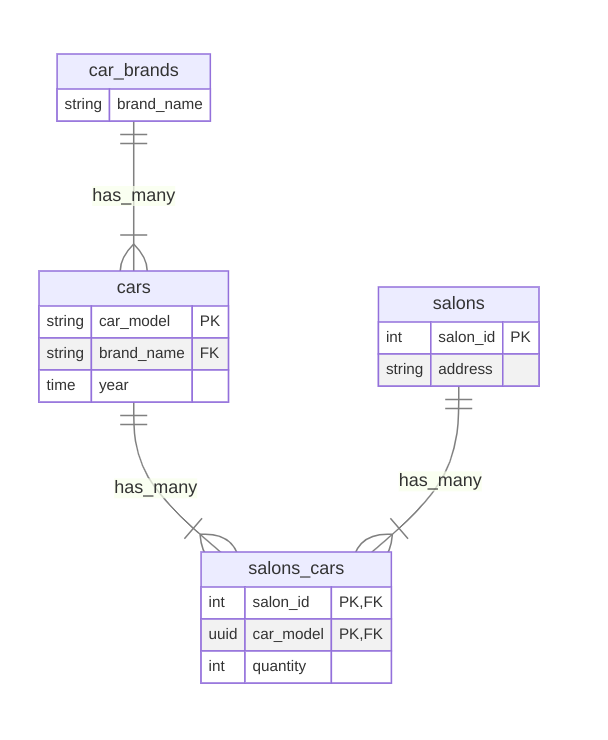 car_brands
string brand_name
has_many
cars
string car_model PK
string brand_name FK
time year
salons
int salon_id PK
string address
has_many
has_many
salons_cars
int salon_id PK,FK
uuid car_model PK,FK
int quantity